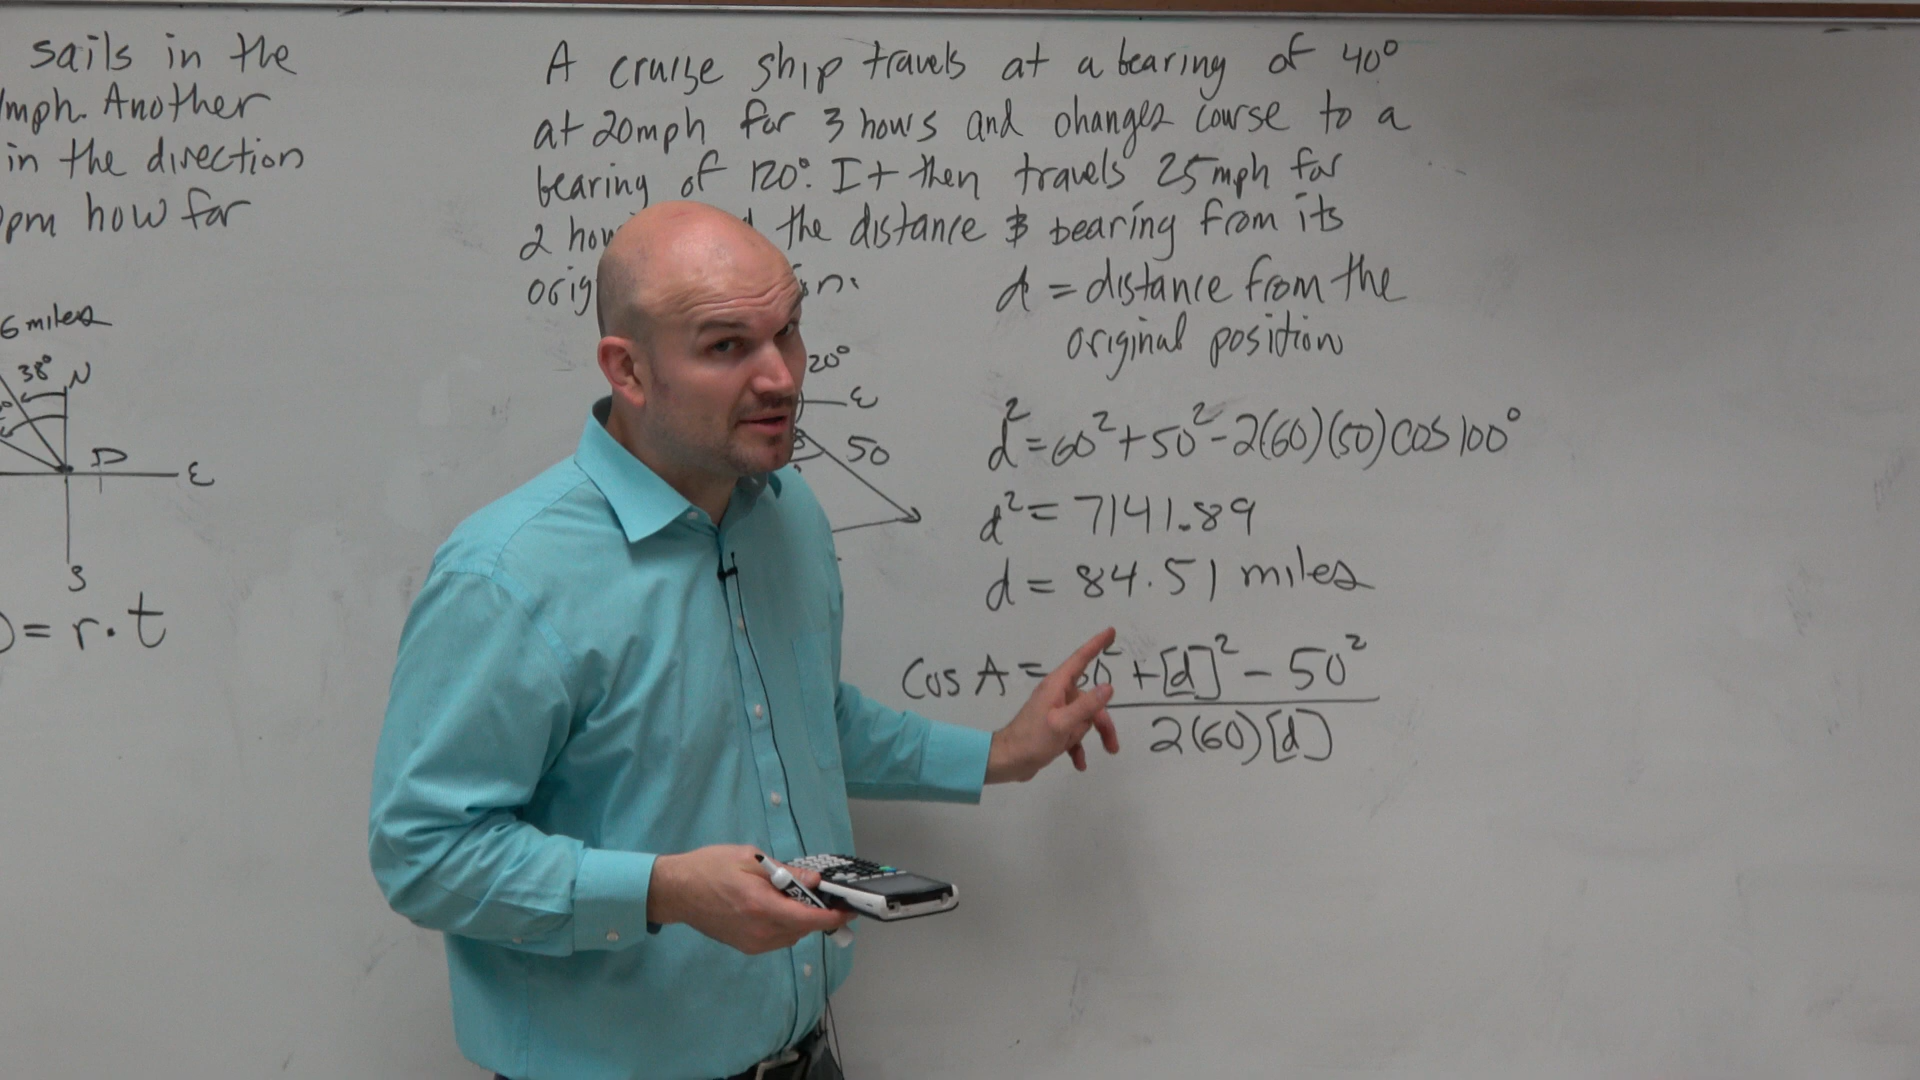 sails in the
mph. Another
in the direction
pm how far
6 miles
38° N
D
E
S
= r·t
A cruise ship travels at a bearing of 40°
at 20mph for 3 hours and changes course to a
bearing of 120°. It then travels 25mph for
2 the distance & bearing from its
orig
20°
E
50
d = distance from the
original position
d² = 60² + 50² - 2(60)(50) cos 100°
d² = 7141.89
d = 84.51 miles
Cos A = 0² + [d]² - 50²
2(60)[d]